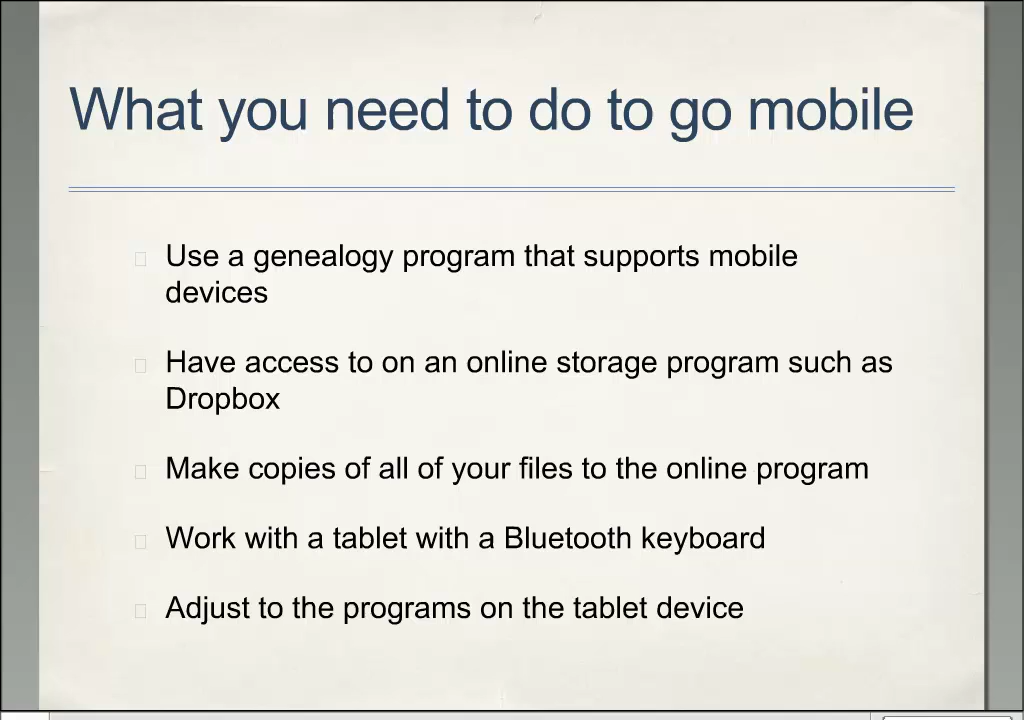 What you need to do to go mobile
Use a genealogy program that supports mobile
devices
Have access to on an online storage program such as
Dropbox
Make copies of all of your files to the online program
Work with a tablet with a Bluetooth keyboard
Adjust to the programs on the tablet device